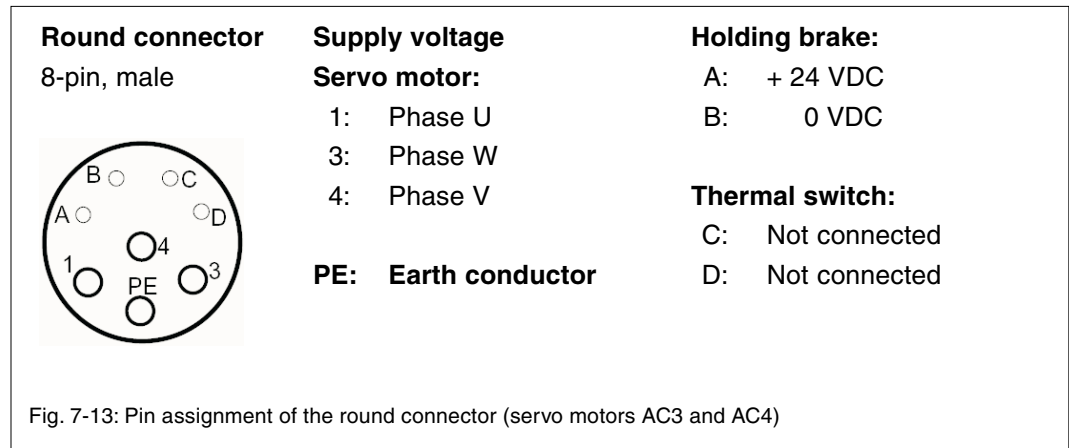 Round connector
8-pin, male
B
C
A
D
4
1
3
PE
Supply voltage
Servo motor:
1: Phase U
3: Phase W
4: Phase V
PE: Earth conductor
Holding brake:
A: + 24 VDC
B: 0 VDC
Thermal switch:
C: Not connected
D: Not connected
Fig. 7-13: Pin assignment of the round connector (servo motors AC3 and AC4)